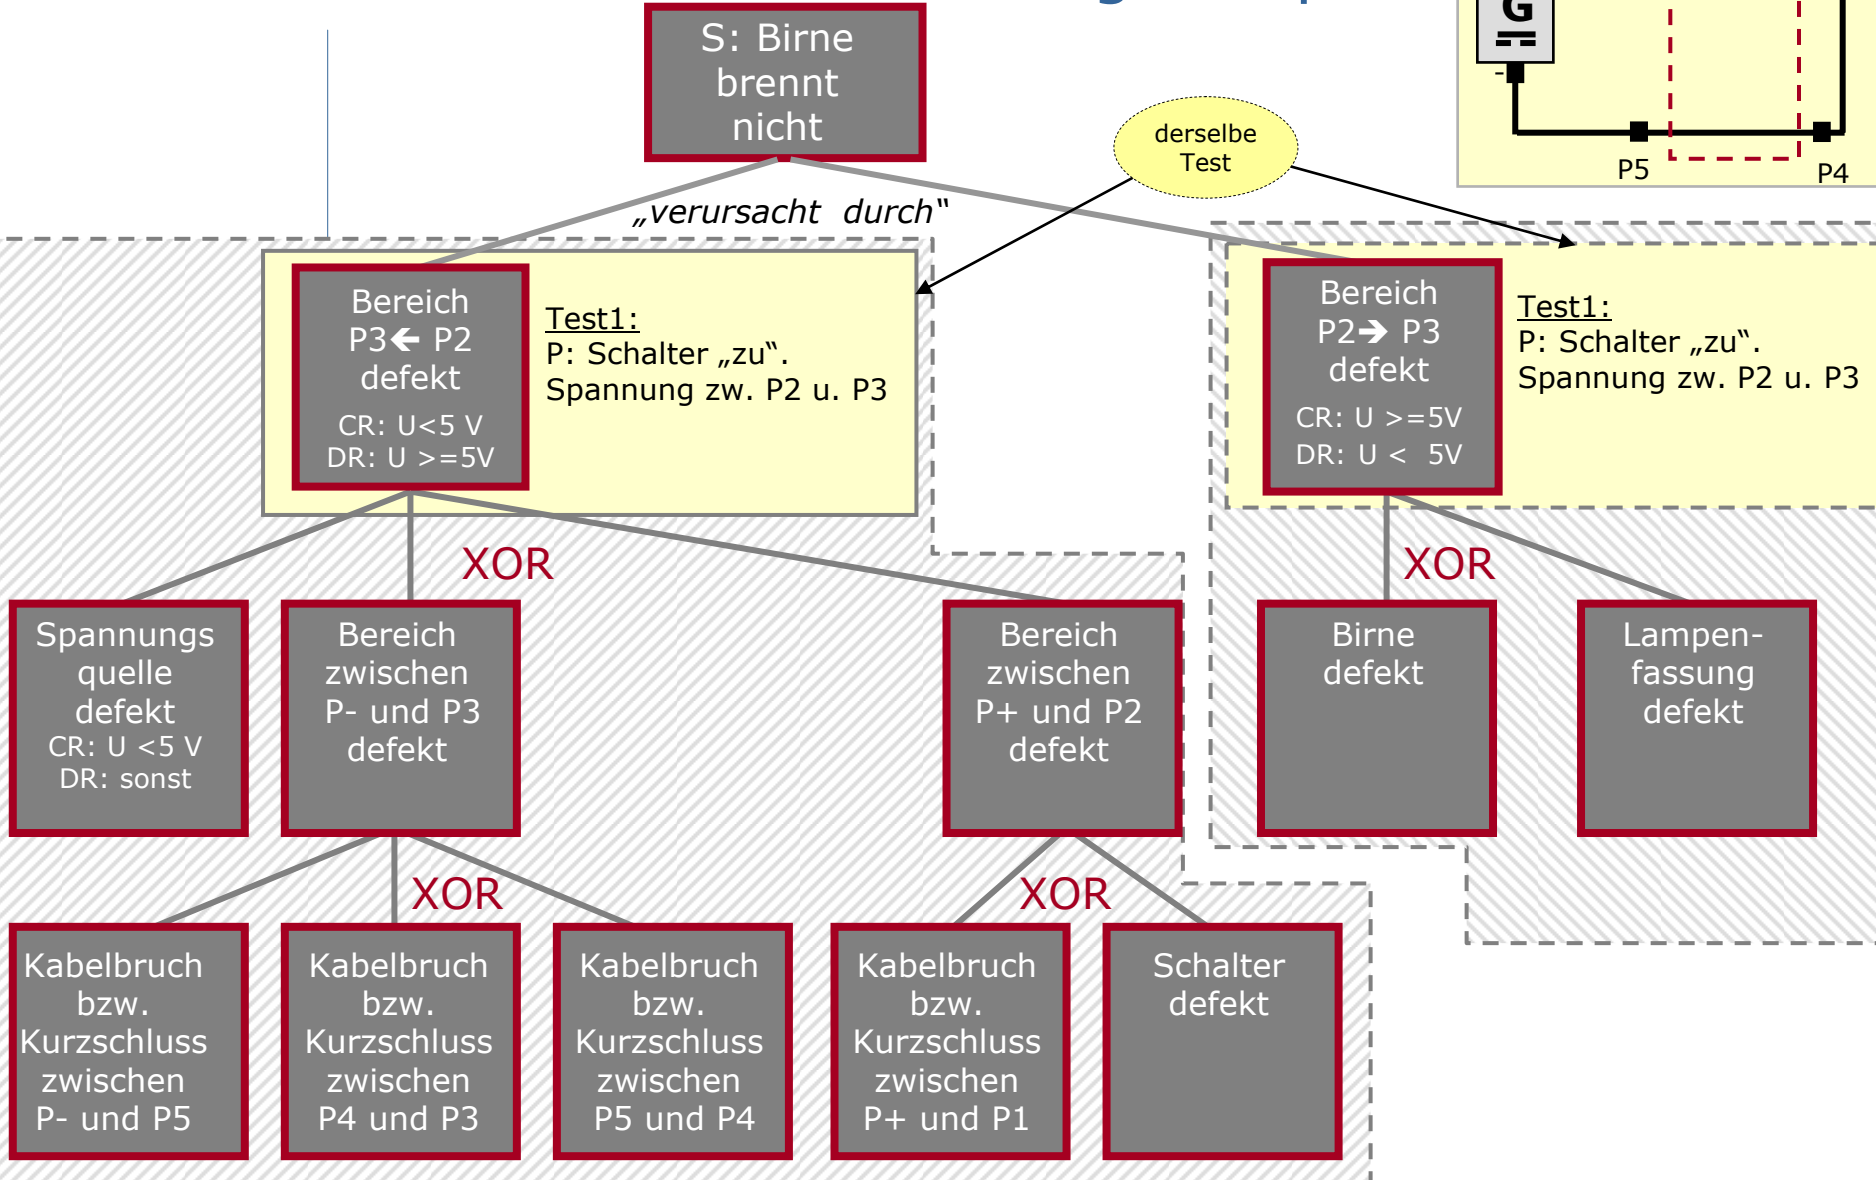 S: Birne
brennt
nicht
G
-
P5
P4
derselbe
Test
„verursacht durch“
Bereich
P3🡨 P2
defekt
CR: U<5 V
DR: U >=5V
Test1:
P: Schalter „zu“.
Spannung zw. P2 u. P3
Bereich
P2🡪 P3
defekt
CR: U >=5V
DR: U < 5V
Test1:
P: Schalter „zu“.
Spannung zw. P2 u. P3
XOR
XOR
Spannungs
quelle
defekt
CR: U <5 V
DR: sonst
Bereich
zwischen
P- und P3
defekt
Bereich
zwischen
P+ und P2
defekt
Birne
defekt
Lampen-
fassung
defekt
XOR
XOR
Kabelbruch
bzw.
Kurzschluss
zwischen
P- und P5
Kabelbruch
bzw.
Kurzschluss
zwischen
P4 und P3
Kabelbruch
bzw.
Kurzschluss
zwischen
P5 und P4
Kabelbruch
bzw.
Kurzschluss
zwischen
P+ und P1
Schalter
defekt